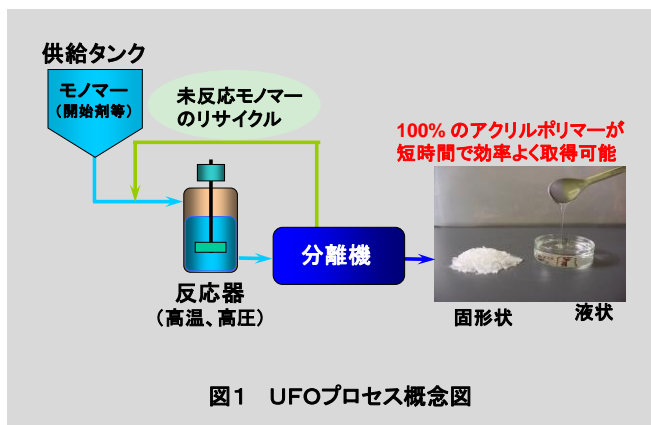 供給タンク
モノマー
（開始剤等）
未反応モノマー
のリサイクル
100% のアクリルポリマーが
短時間で効率よく取得可能
分離機
反応器
（高温、高圧）
固形状
液状
図１　ＵＦＯプロセス概念図